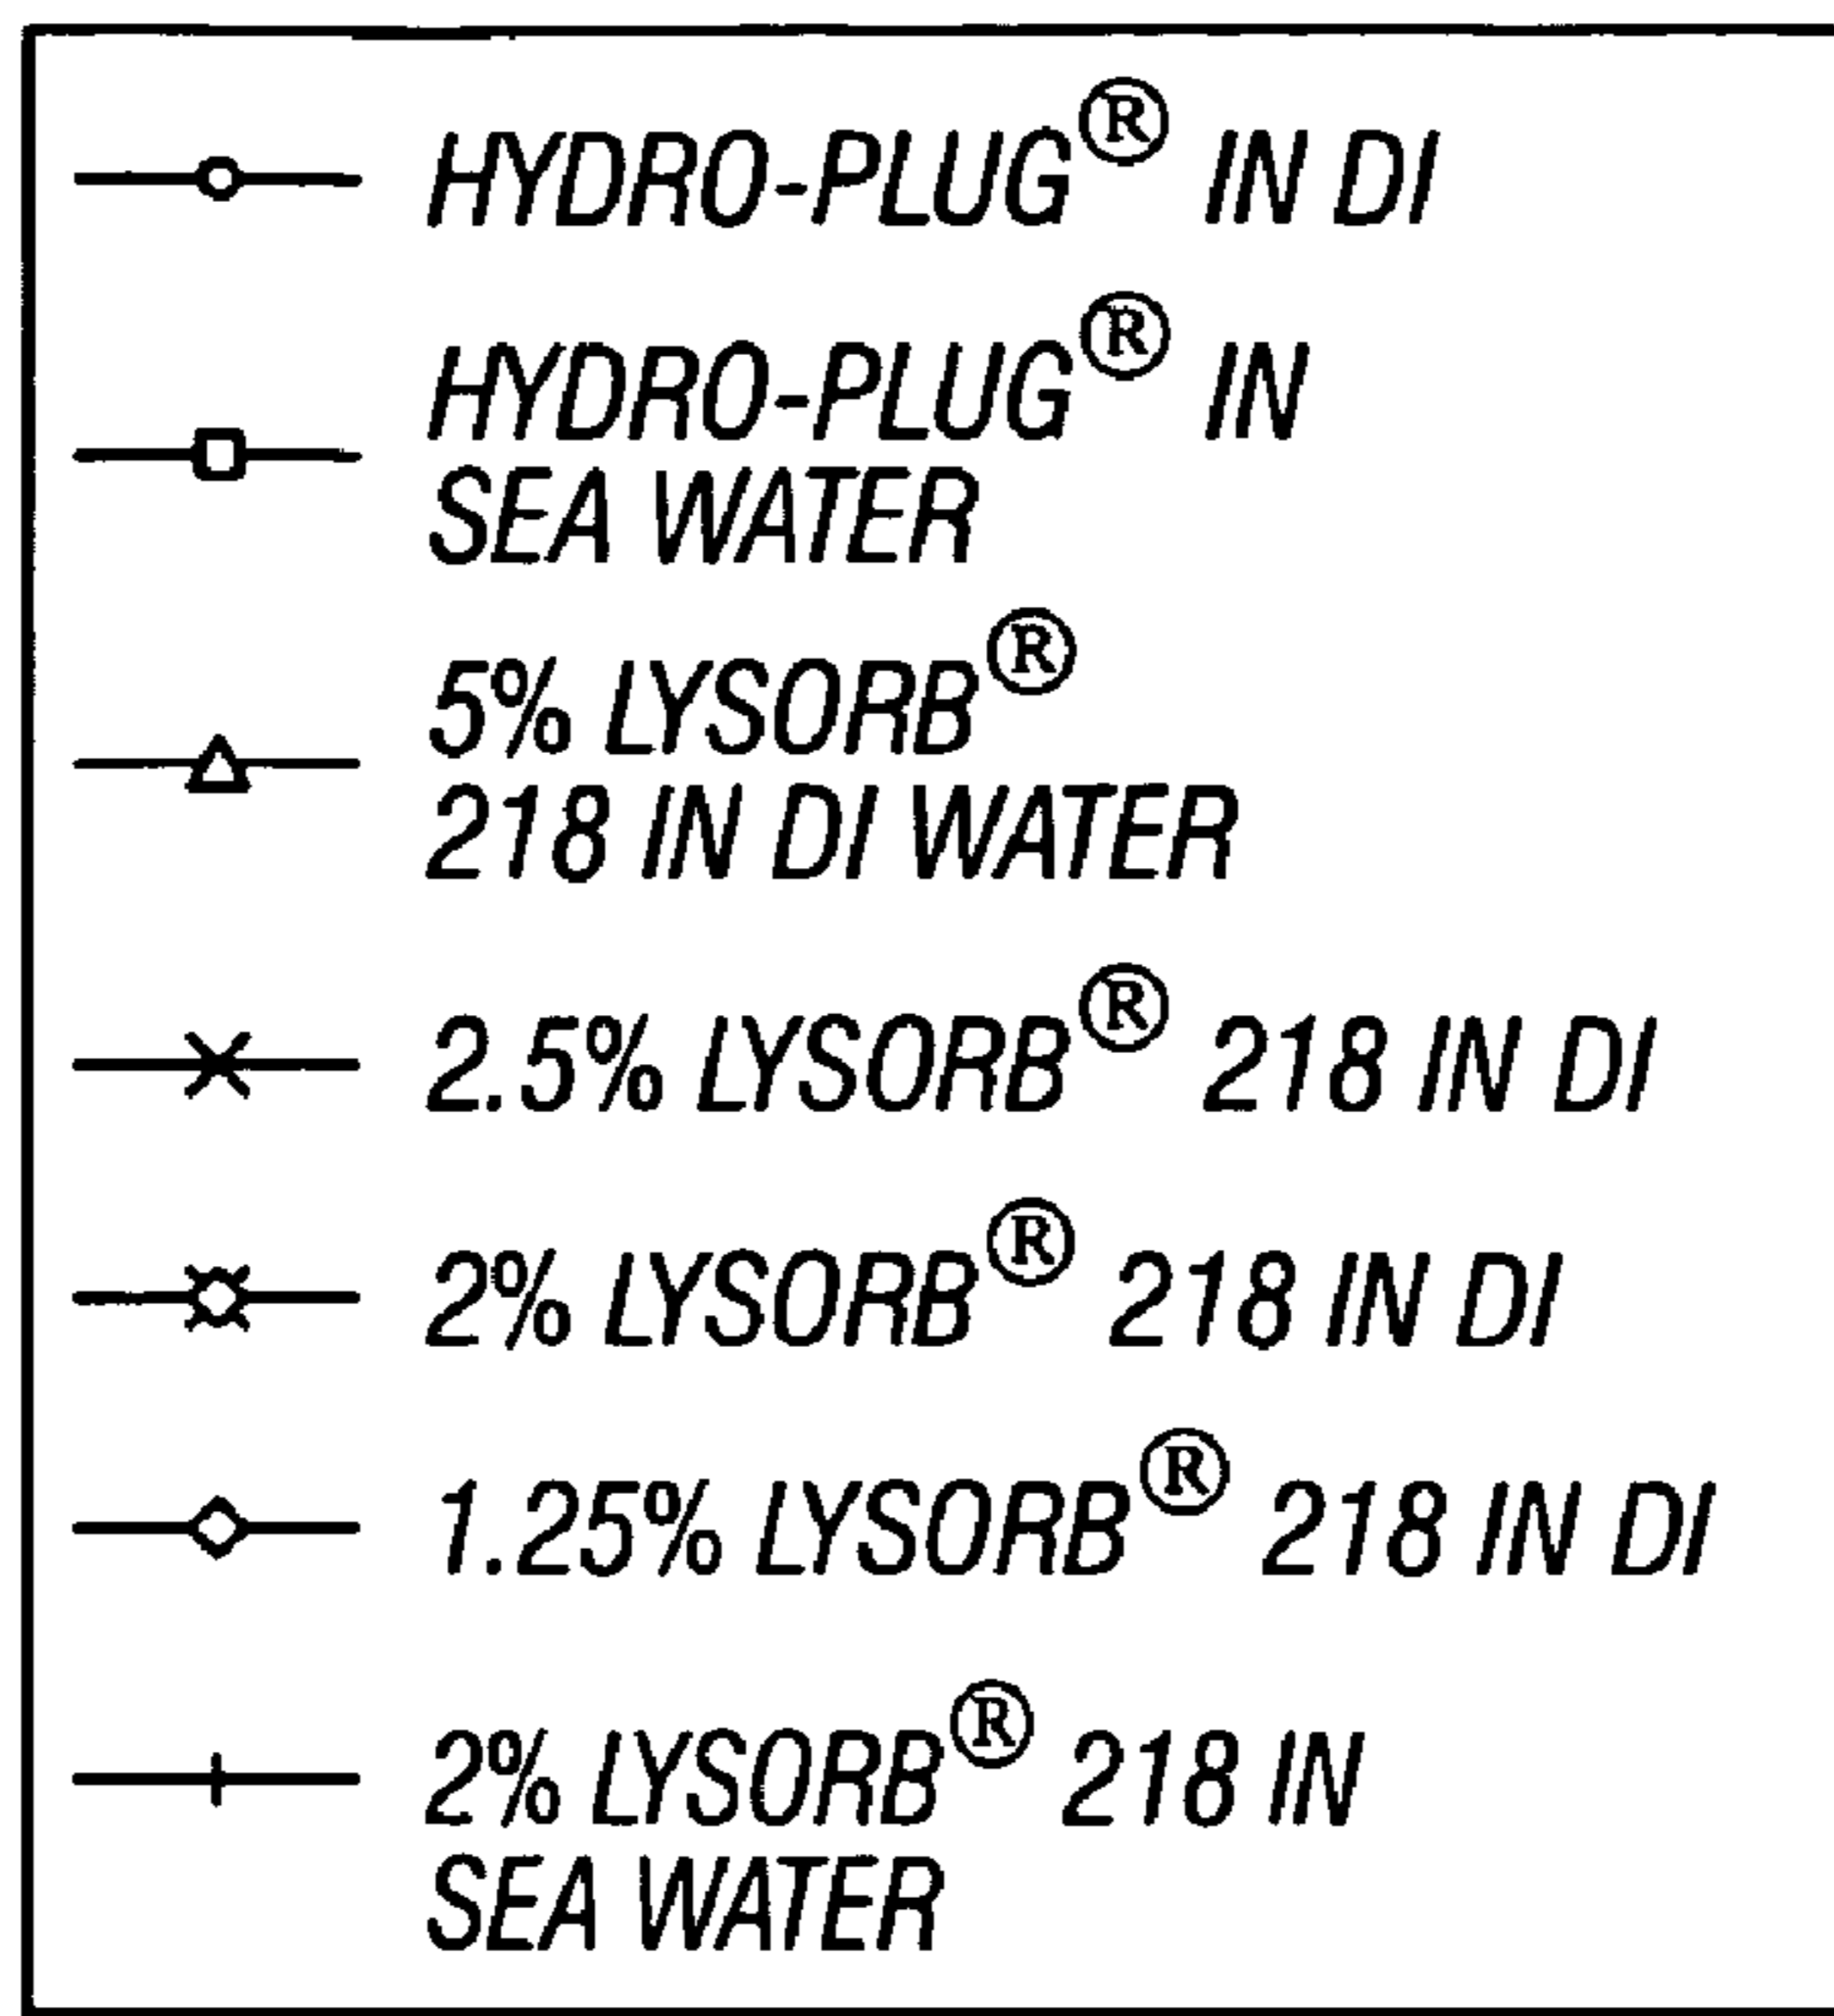 HYDRO-PLUG® IN DI
HYDRO-PLUG® IN
SEA WATER
5% LYSORB®
218 IN DI WATER
2.5% LYSORB® 218 IN DI
2% LYSORB® 218 IN DI
1.25% LYSORB® 218 IN DI
2% LYSORB® 218 IN
SEA WATER